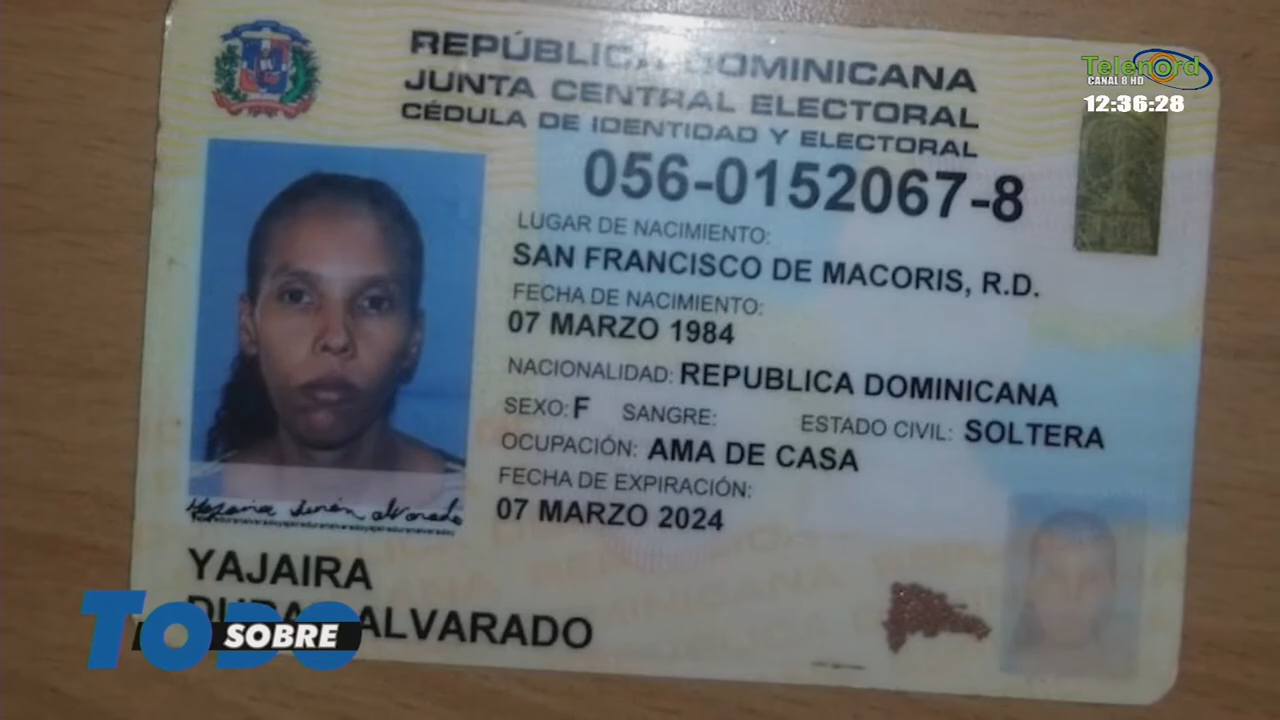 REPÚBLICA DOMINICANA
JUNTA CENTRAL ELECTORAL
CÉDULA DE IDENTIDAD Y ELECTORAL
Telenord
CANAL 8 HD
12:36:28
056-0152067-8
LUGAR DE NACIMIENTO:
SAN FRANCISCO DE MACORIS, R.D.
FECHA DE NACIMIENTO:
07 MARZO 1984
NACIONALIDAD: REPUBLICA DOMINICANA
SEXO: F SANGRE: ESTADO CIVIL: SOLTERA
OCUPACIÓN: AMA DE CASA
FECHA DE EXPIRACIÓN:
07 MARZO 2024
YAJAIRA
ALVARADO
TODO
SOBRE